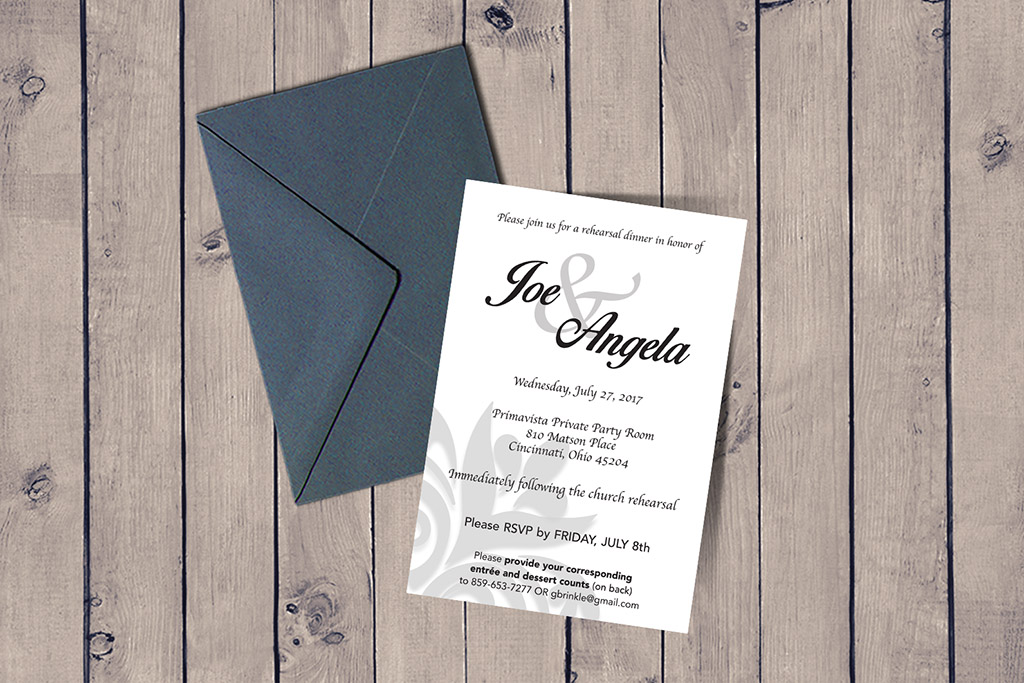 Please join us for a rehearsal dinner in honor of
Joe &
Angela
Wednesday, July 27, 2017
Primavista Private Party Room
810 Matson Place
Cincinnati, Ohio 45204
Immediately following the church rehearsal
Please RSVP by FRIDAY, JULY 8th
Please provide your corresponding
entrée and dessert counts (on back)
to 859-653-7277 OR gbrinkle@gmail.com